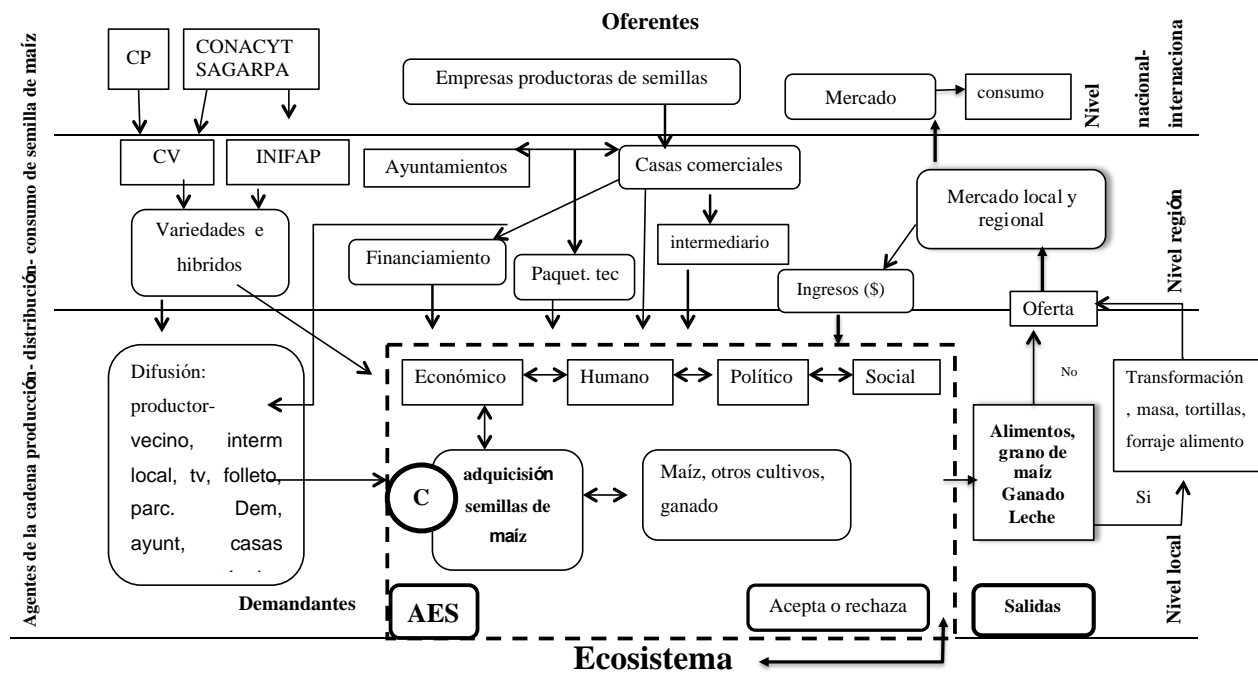 Oferentes
Agentes de la cadena producción- distribución- consumo de semilla de maíz
CP
CONACYT
SAGARPA
Empresas productoras de semillas
Mercado
consumo
Nivel
nacional-
internaciona
CV
INIFAP
Ayuntamientos
Casas comerciales
Mercado local y
regional
Variedades e
hibridos
Financiamiento
Paquet. tec
intermediario
Ingresos ($)
Oferta
Nivel región
Difusión:
productor-
vecino, interm
local, tv, folleto,
parc. Dem,
ayunt, casas
Económico
Humano
Político
Social
No
Transformación
, masa, tortillas,
forraje alimento
C
adquicisión
semillas de
maíz
Maíz, otros cultivos,
ganado
Alimentos,
grano de
maíz
Ganado
Leche
Si
Nivel local
Demandantes
AES
Acepta o rechaza
Salidas
Ecosistema